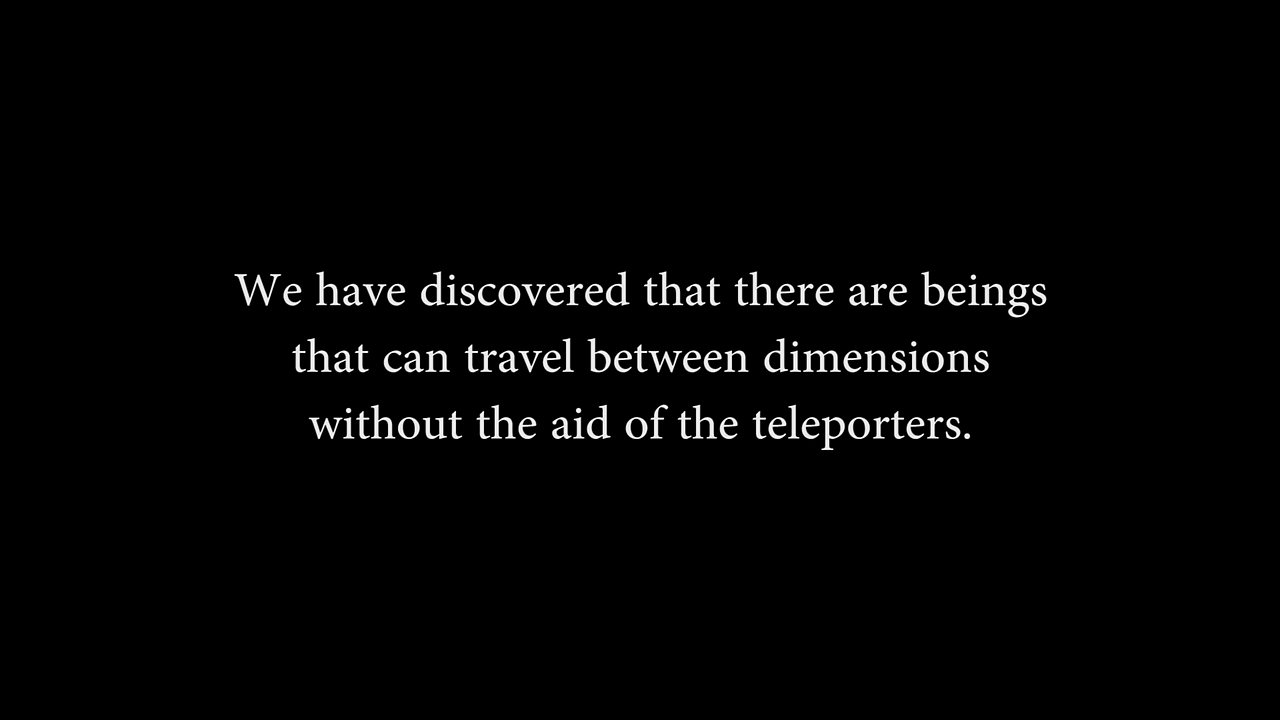 We have discovered that there are beings
that can travel between dimensions
without the aid of the teleporters.